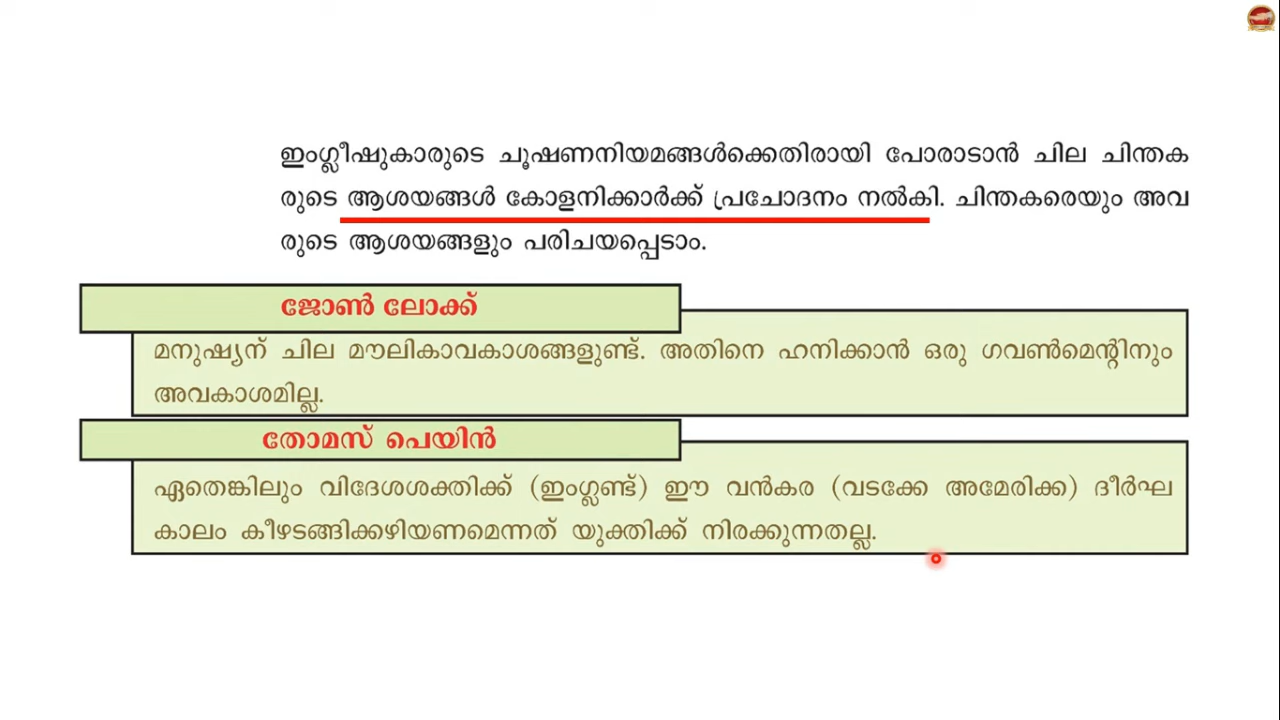 ഇംഗ്ലീഷുകാരുടെ ചൂഷണനിയമങ്ങൾക്കെതിരായി പോരാടാൻ ചില ചിന്തക
രുടെ ആശയങ്ങൾ കോളനിക്കാർക്ക് പ്രചോദനം നൽകി. ചിന്തകരെയും അവ
രുടെ ആശയങ്ങളും പരിചയപ്പെടാം.
ജോൺ ലോക്ക്
മനുഷ്യന് ചില മൗലികാവകാശങ്ങളുണ്ട്. അതിനെ ഹനിക്കാൻ ഒരു ഗവൺമെന്റിനും
അവകാശമില്ല.
തോമസ് പെയിൻ
ഏതെങ്കിലും വിദേശശക്തിക്ക് (ഇംഗ്ലണ്ട്) ഈ വൻകര (വടക്കേ അമേരിക്ക) ദീർഘ
കാലം കീഴടങ്ങിക്കഴിയണമെന്നത് യുക്തിക്ക് നിരക്കുന്നതല്ല.